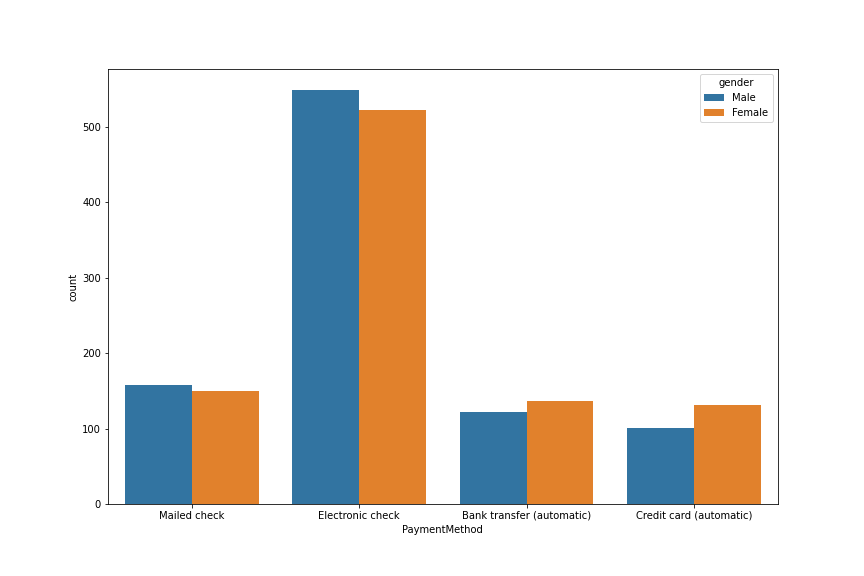 gender
Male
Female
500
400
300
200
100
0
count
Mailed check
Electronic check
Bank transfer (automatic)
Credit card (automatic)
PaymentMethod